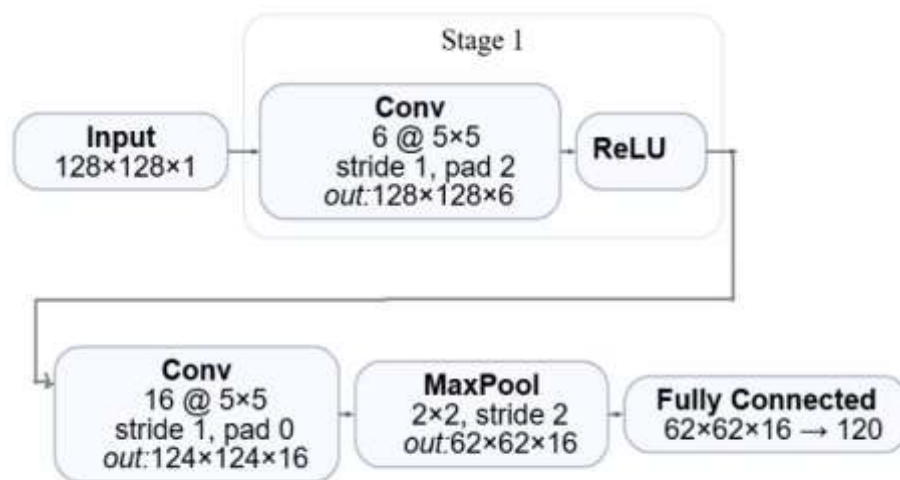 Stage 1
Input
128×128×1
Conv
6 @ 5×5
stride 1, pad 2
out:128×128×6
ReLU
Conv
16 @ 5×5
stride 1, pad 0
out:124×124×16
MaxPool
2×2, stride 2
out:62×62×16
Fully Connected
62×62×16 → 120